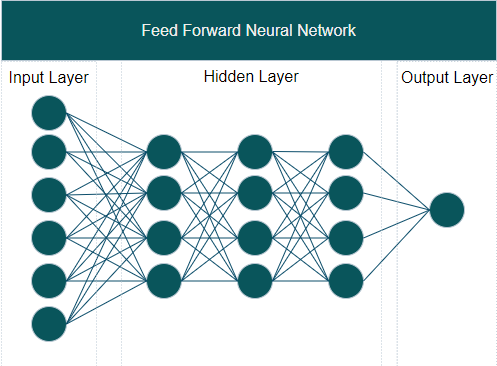 Feed Forward Neural Network
Input Layer
Hidden Layer
Output Layer